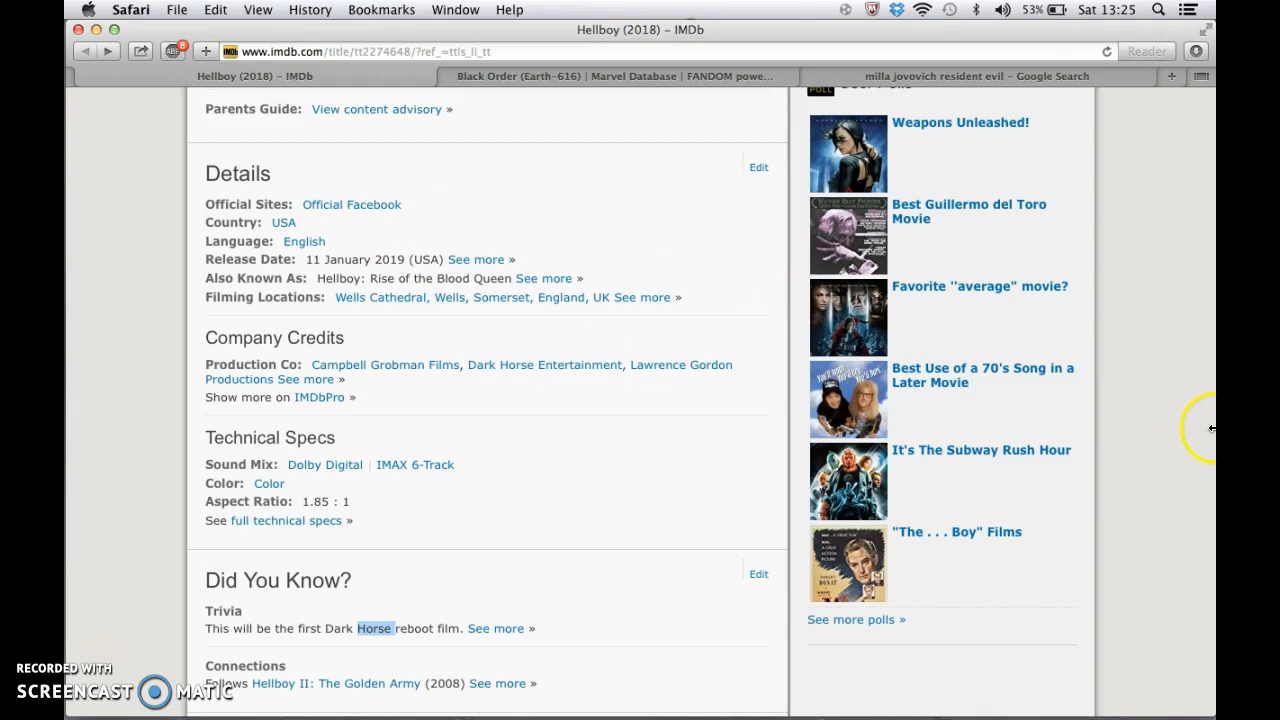 Safari File Edit View History Bookmarks Window Help 53% Sat 13:25
Hellboy (2018) – IMDb
ABP 8 + IMDb www.imdb.com/title/tt2274648/?ref_=ttls_li_tt Reader
Hellboy (2018) – IMDb Black Order (Earth-616) | Marvel Database | FANDOM powe... milla jovovich resident evil – Google Search +
Parents Guide: View content advisory »
Details Edit
Official Sites: Official Facebook
Country: USA
Language: English
Release Date: 11 January 2019 (USA) See more »
Also Known As: Hellboy: Rise of the Blood Queen See more »
Filming Locations: Wells Cathedral, Wells, Somerset, England, UK See more »
Company Credits
Production Co: Campbell Grobman Films, Dark Horse Entertainment, Lawrence Gordon
Productions See more »
Show more on IMDbPro »
Technical Specs
Sound Mix: Dolby Digital | IMAX 6-Track
Color: Color
Aspect Ratio: 1.85 : 1
See full technical specs »
Did You Know? Edit
Trivia
This will be the first Dark Horse reboot film. See more »
Connections
Follows Hellboy II: The Golden Army (2008) See more »
POLL
Weapons Unleashed!
Best Guillermo del Toro
Movie
Favorite "average" movie?
Best Use of a 70's Song in a
Later Movie
It's The Subway Rush Hour
"The . . . Boy" Films
See more polls »
RECORDED WITH
SCREENCAST MATIC